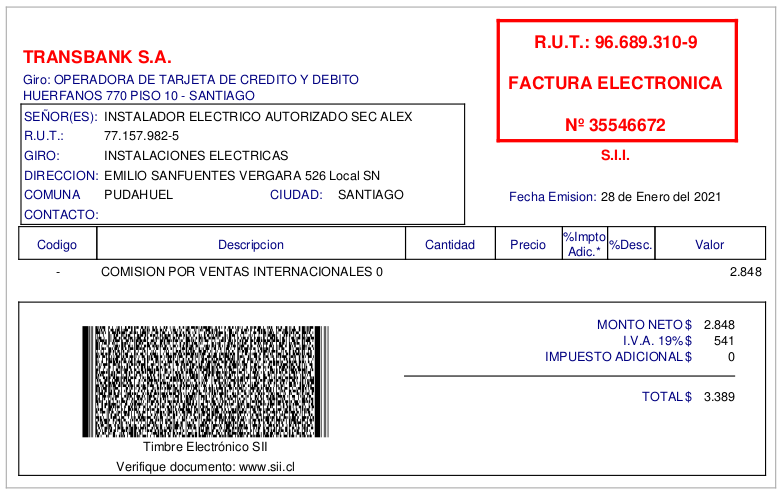 TRANSBANK S.A.
Giro: OPERADORA DE TARJETA DE CREDITO Y DEBITO
HUERFANOS 770 PISO 10 - SANTIAGO
R.U.T.: 96.689.310-9
FACTURA ELECTRONICA
Nº 35546672
S.I.I.
Fecha Emision: 28 de Enero del 2021
SEÑOR(ES): INSTALADOR ELECTRICO AUTORIZADO SEC ALEX
R.U.T.: 77.157.982-5
GIRO: INSTALACIONES ELECTRICAS
DIRECCION: EMILIO SANFUENTES VERGARA 526 Local SN
COMUNA PUDAHUEL CIUDAD: SANTIAGO
CONTACTO:
Codigo Descripcion Cantidad Precio %Impto Adic.* %Desc. Valor
- COMISION POR VENTAS INTERNACIONALES 0 2.848
MONTO NETO $ 2.848
I.V.A. 19% $ 541
IMPUESTO ADICIONAL $ 0
TOTAL $ 3.389
Timbre Electrónico SII
Verifique documento: www.sii.cl